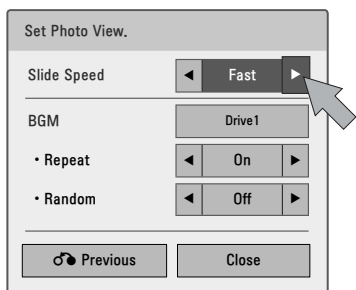 Set Photo View.
Slide Speed ◀ Fast ▶
BGM Drive1
• Repeat ◀ On ▶
• Random ◀ Off ▶
Previous Close